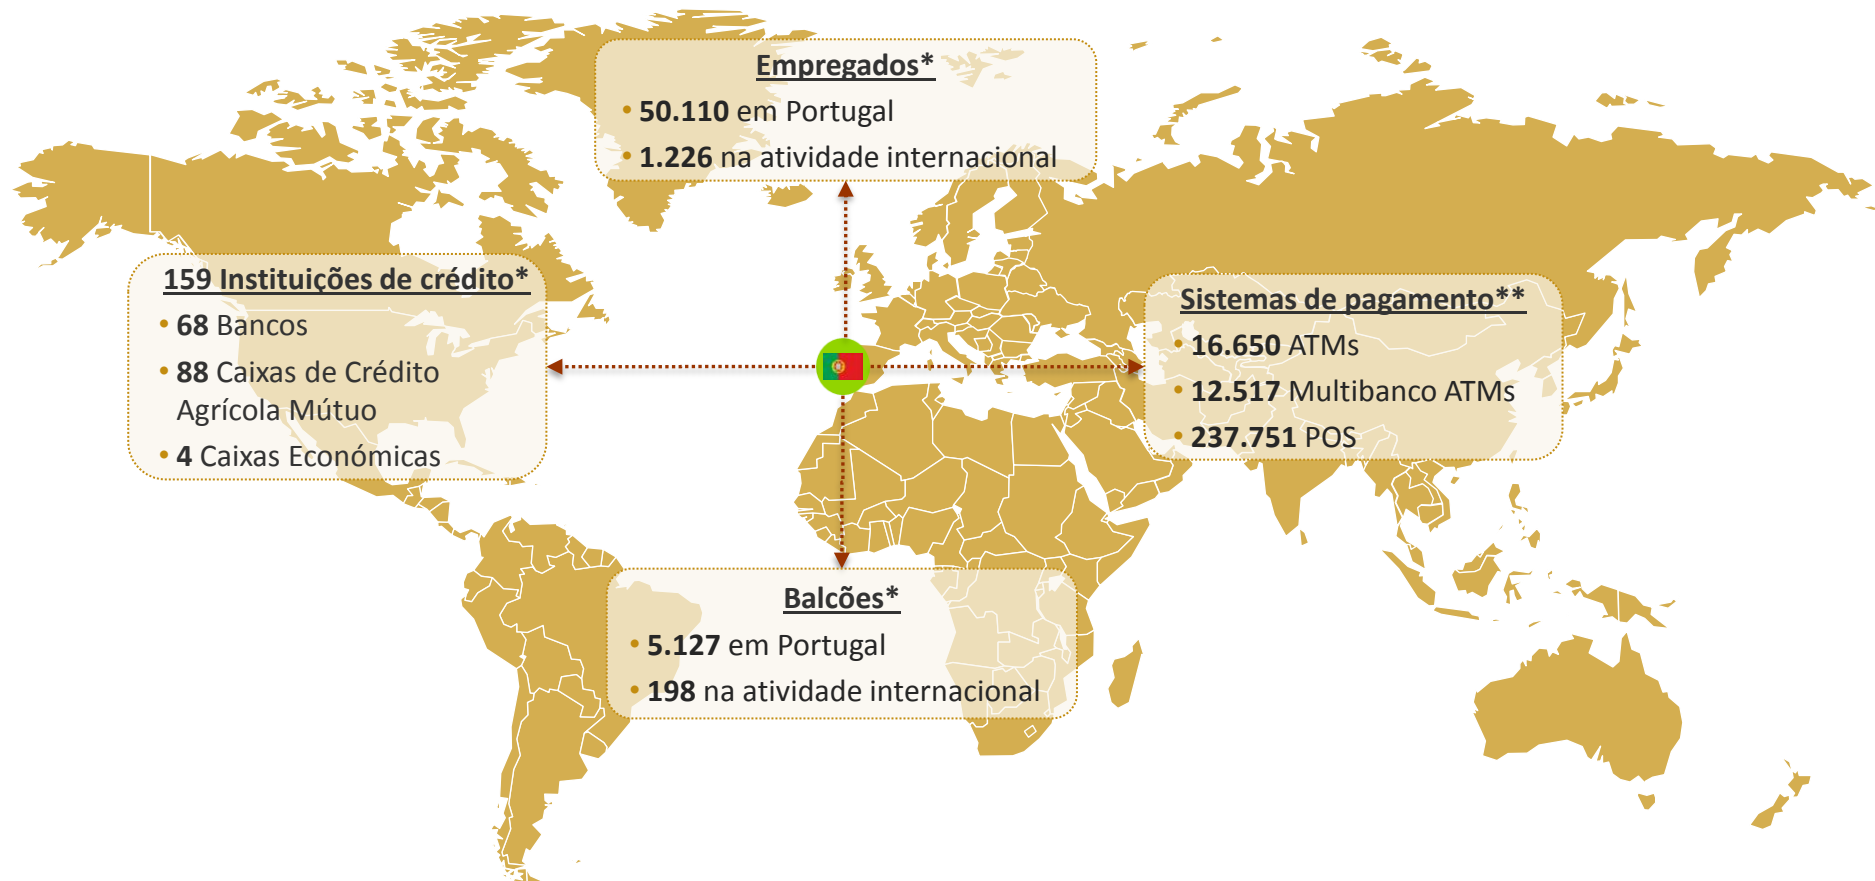 Empregados*
• 50.110 em Portugal
• 1.226 na atividade internacional
159 Instituições de crédito*
• 68 Bancos
• 88 Caixas de Crédito
Agrícola Mútuo
• 4 Caixas Económicas
Sistemas de pagamento**
• 16.650 ATMs
• 12.517 Multibanco ATMs
• 237.751 POS
Balcões*
• 5.127 em Portugal
• 198 na atividade internacional